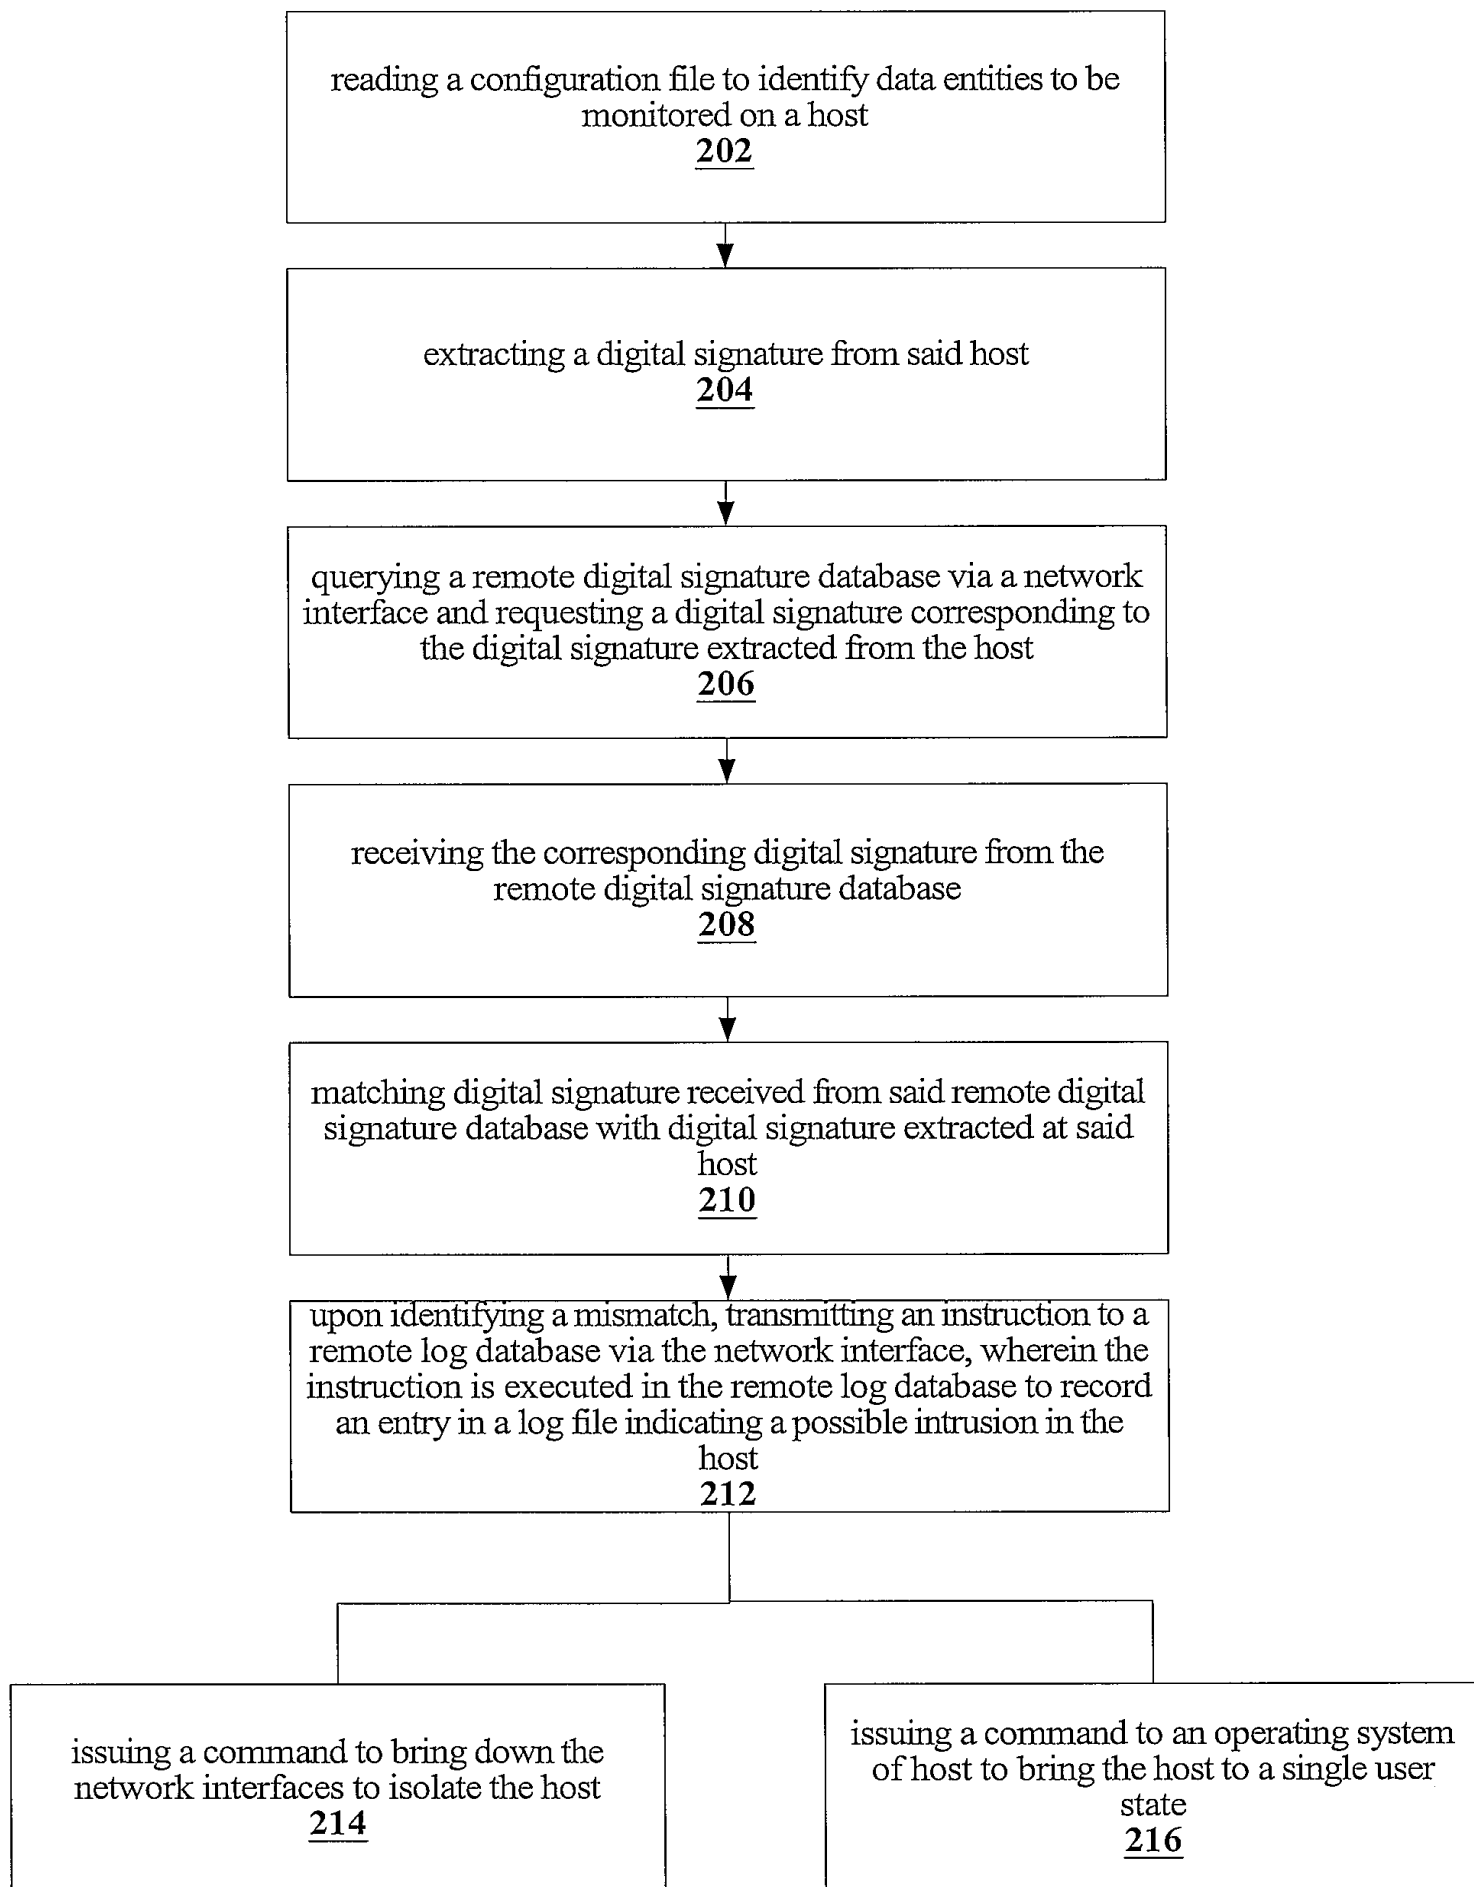 reading a configuration file to identify data entities to be
monitored on a host
202
extracting a digital signature from said host
204
querying a remote digital signature database via a network
interface and requesting a digital signature corresponding to
the digital signature extracted from the host
206
receiving the corresponding digital signature from the
remote digital signature database
208
matching digital signature received from said remote digital
signature database with digital signature extracted at said
host
210
upon identifying a mismatch, transmitting an instruction to a
remote log database via the network interface, wherein the
instruction is executed in the remote log database to record
an entry in a log file indicating a possible intrusion in the
host
212
issuing a command to bring down the
network interfaces to isolate the host
214
issuing a command to an operating system
of host to bring the host to a single user
state
216